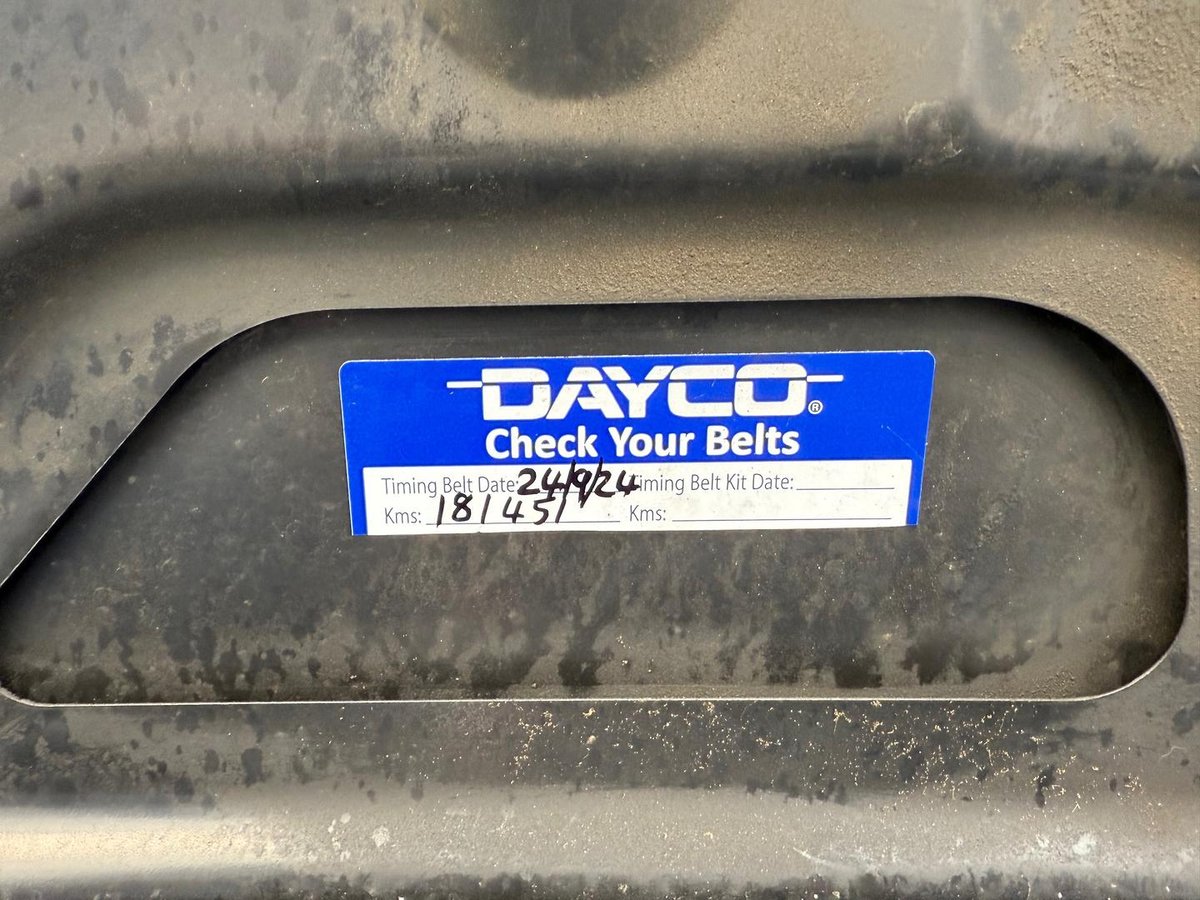 DAYCO®
Check Your Belts
Timing Belt Date: 24/9/24 Timing Belt Kit Date:
Kms: 181451 Kms: